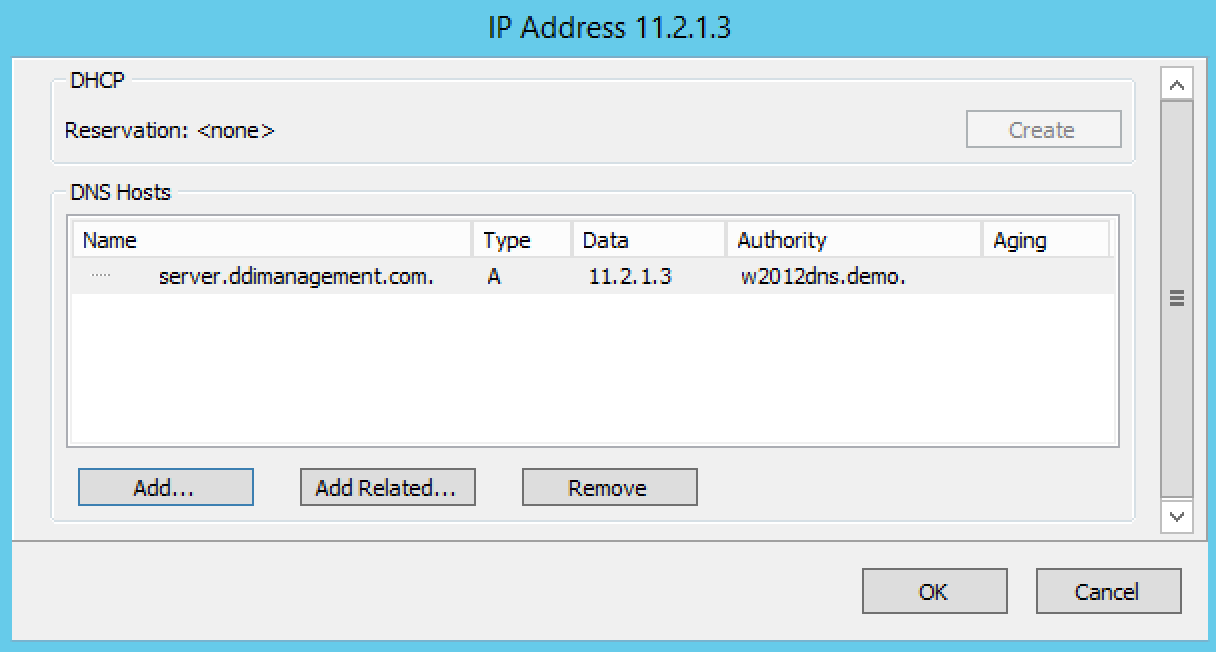 IP Address 11.2.1.3
DHCP
Reservation: <none>
Create
DNS Hosts
Name Type Data Authority Aging
server.ddimanagement.com. A 11.2.1.3 w2012dns.demo.
Add... Add Related... Remove
OK Cancel